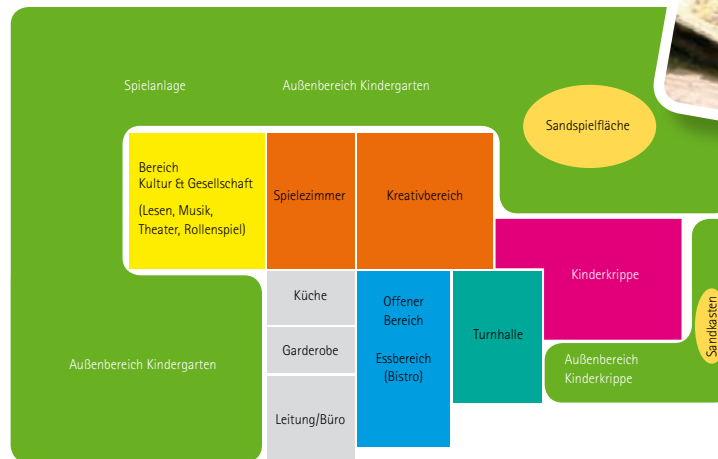 Spielanlage
Außenbereich Kindergarten
Sandspielfläche
Bereich
Kultur & Gesellschaft
(Lesen, Musik,
Theater, Rollenspiel)
Spielezimmer
Kreativbereich
Kinderkrippe
Küche
Offener
Bereich
Essbereich
(Bistro)
Turnhalle
Sandkasten
Garderobe
Außenbereich Kindergarten
Außenbereich
Kinderkrippe
Leitung/Büro